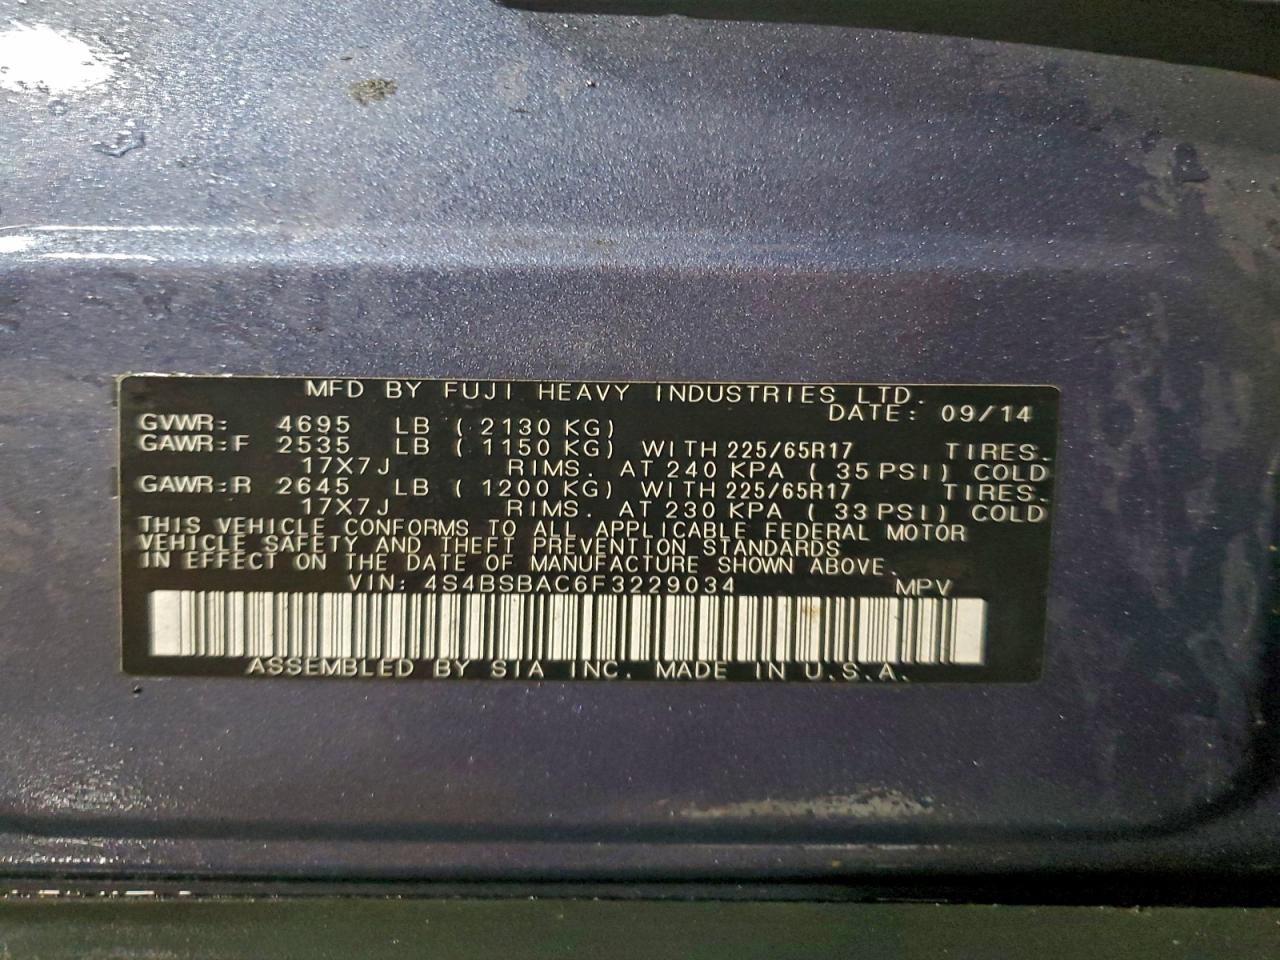 MFD BY FUJI HEAVY INDUSTRIES LTD.
DATE: 09/14
GVWR: 4695 LB ( 2130 KG)
GAWR:F 2535 LB ( 1150 KG) WITH 225/65R17 TIRES.
17X7J RIMS. AT 240 KPA ( 35 PSI) COLD
GAWR:R 2645 LB ( 1200 KG) WITH 225/65R17 TIRES.
17X7J RIMS. AT 230 KPA ( 33 PSI) COLD
THIS VEHICLE CONFORMS TO ALL APPLICABLE FEDERAL MOTOR
VEHICLE SAFETY AND THEFT PREVENTION STANDARDS
IN EFFECT ON THE DATE OF MANUFACTURE SHOWN ABOVE.
VIN: 4S4BSBAC6F3229034 MPV
ASSEMBLED BY SIA INC. MADE IN U.S.A.